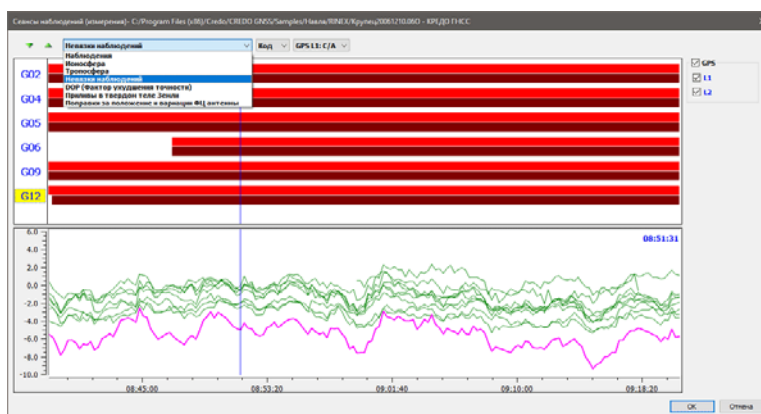 Сеансы наблюдений (измерения)- C:/Program Files (x86)/Credo/CREDO GNSS/Samples/Навля/RINEX/Крупец20061210.06O - КРЕДО ГНСС
Невязки наблюдений
Код
GPS L1: C/A
Наблюдения
Ионосфера
Тропосфера
Невязки наблюдений
DOP (Фактор ухудшения точности)
Приливы в твердом теле Земли
Поправки за положение и вариации ФЦ антенны
GPS
L1
L2
G02
G04
G05
G06
G09
G12
08:51:31
6.0
4.0
2.0
0.0
-2.0
-4.0
-6.0
-8.0
-10.0
08:45:00
08:53:20
09:01:40
09:10:00
09:18:20
OK
Отмена